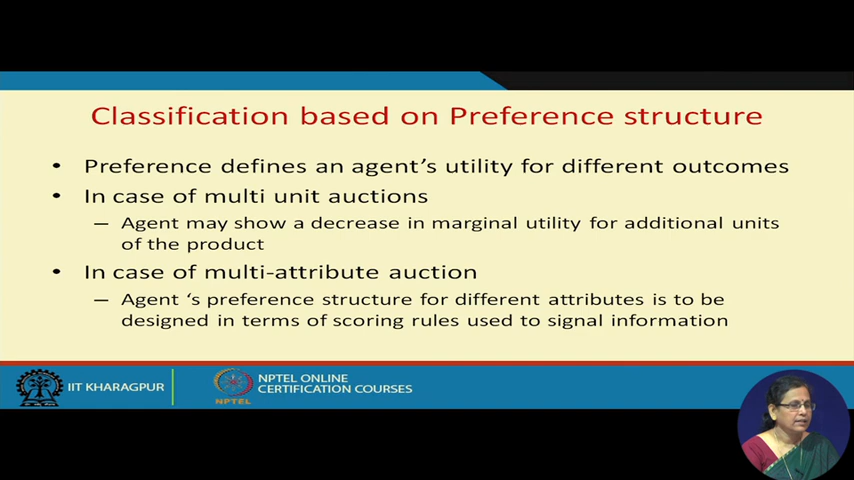 Classification based on Preference structure
• Preference defines an agent's utility for different outcomes
• In case of multi unit auctions
– Agent may show a decrease in marginal utility for additional units
of the product
• In case of multi-attribute auction
– Agent ‘s preference structure for different attributes is to be
designed in terms of scoring rules used to signal information
IIT KHARAGPUR
NPTEL
NPTEL ONLINE
CERTIFICATION COURSES